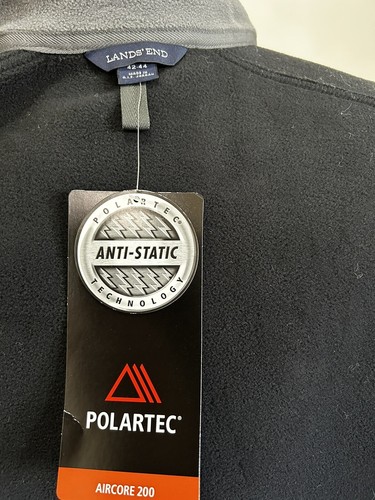 LANDS' END
42-44
POLARTEC®
ANTI-STATIC
TECHNOLOGY
POLARTEC®
AIRCORE 200